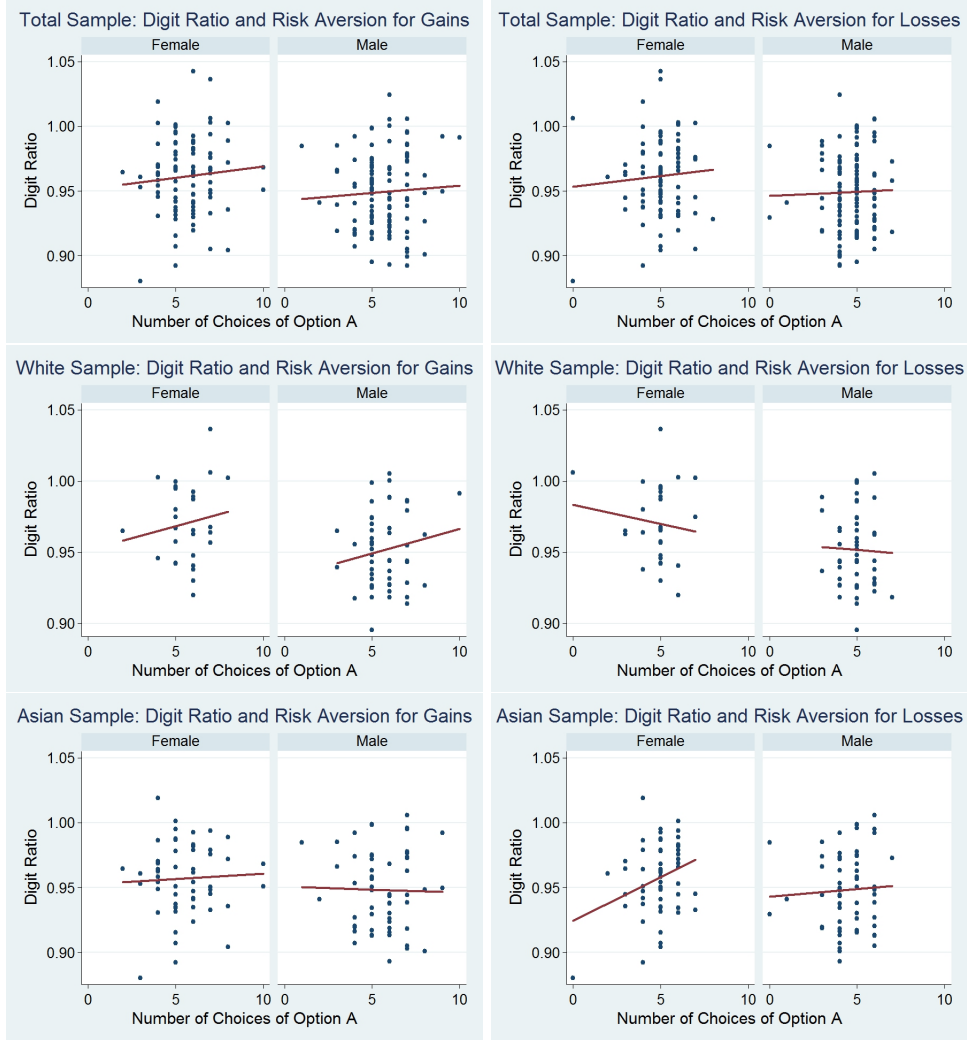 Total Sample: Digit Ratio and Risk Aversion for Gains
Female Male
Digit Ratio
1.05
1.00
0.95
0.90
0 5 10 0 5 10
Number of Choices of Option A
Total Sample: Digit Ratio and Risk Aversion for Losses
Female Male
Digit Ratio
1.05
1.00
0.95
0.90
0 5 10 0 5 10
Number of Choices of Option A
White Sample: Digit Ratio and Risk Aversion for Gains
Female Male
Digit Ratio
1.05
1.00
0.95
0.90
0 5 10 0 5 10
Number of Choices of Option A
White Sample: Digit Ratio and Risk Aversion for Losses
Female Male
Digit Ratio
1.05
1.00
0.95
0.90
0 5 10 0 5 10
Number of Choices of Option A
Asian Sample: Digit Ratio and Risk Aversion for Gains
Female Male
Digit Ratio
1.05
1.00
0.95
0.90
0 5 10 0 5 10
Number of Choices of Option A
Asian Sample: Digit Ratio and Risk Aversion for Losses
Female Male
Digit Ratio
1.05
1.00
0.95
0.90
0 5 10 0 5 10
Number of Choices of Option A